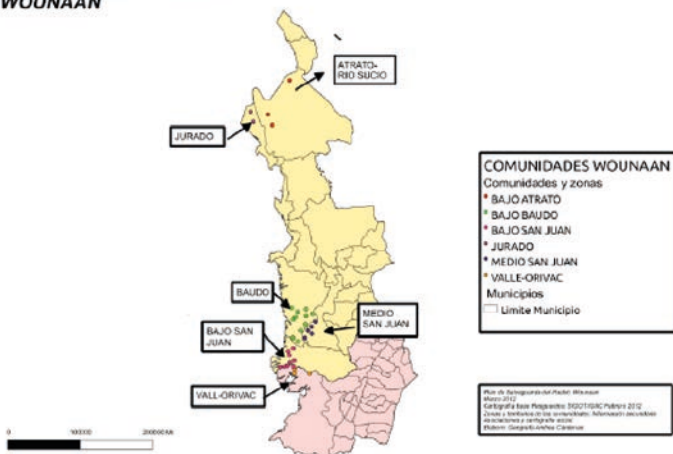 WOUNAAN
ATRATO-
RIO SUCIO
JURADO
BAUDO
MEDIO
SAN JUAN
BAJO SAN
JUAN
VALL-ORIVAC
COMUNIDADES WOUNAAN
Comunidades y zonas
BAJO ATRATO
BAJO BAUDO
BAJO SAN JUAN
JURADO
MEDIO SAN JUAN
VALLE-ORIVAC
Municipios
Limite Municipio
Plan de Salvaguarda del Pueblo Wounaan
Marzo 2012
0